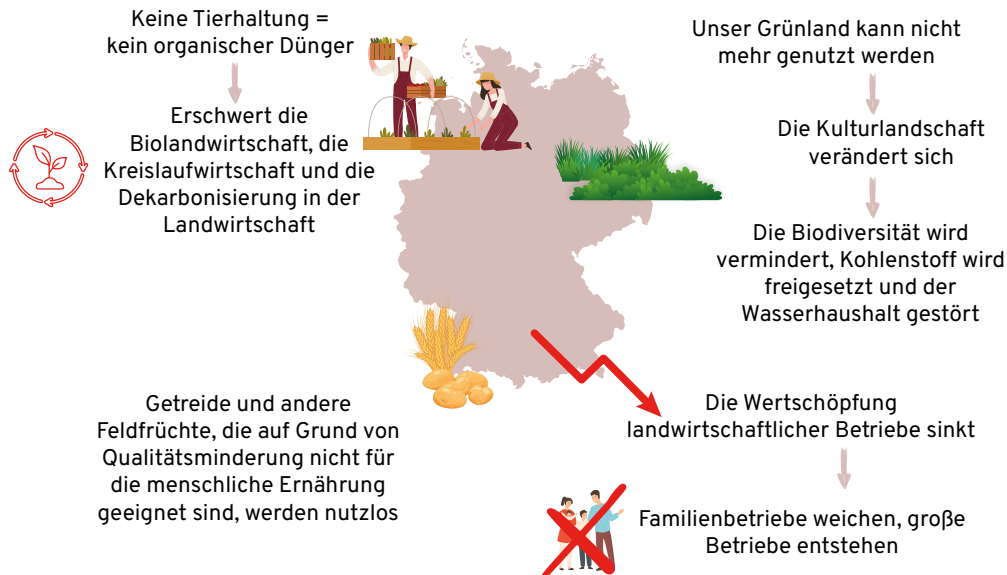 Keine Tierhaltung =
kein organischer Dünger
Erschwert die
Biolandwirtschaft, die
Kreislaufwirtschaft und die
Dekarbonisierung in der
Landwirtschaft
Unser Grünland kann nicht
mehr genutzt werden
Die Kulturlandschaft
verändert sich
Die Biodiversität wird
vermindert, Kohlenstoff wird
freigesetzt und der
Wasserhaushalt gestört
Getreide und andere
Feldfrüchte, die auf Grund von
Qualitätsminderung nicht für
die menschliche Ernährung
geeignet sind, werden nutzlos
Die Wertschöpfung
landwirtschaftlicher Betriebe sinkt
Familienbetriebe weichen, große
Betriebe entstehen